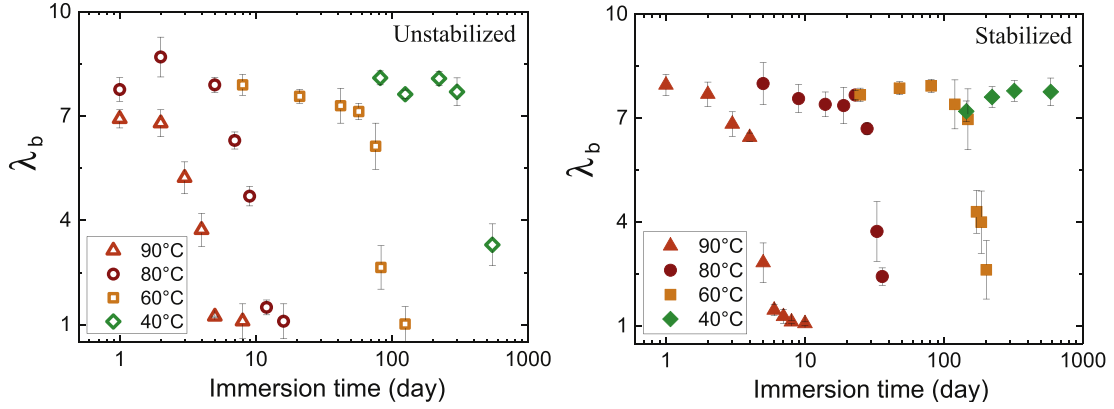 10
7
4
1
λb
Unstabilized
90°C
80°C
60°C
40°C
1
10
100
1000
Immersion time (day)
10
7
4
1
λb
Stabilized
90°C
80°C
60°C
40°C
1
10
100
1000
Immersion time (day)